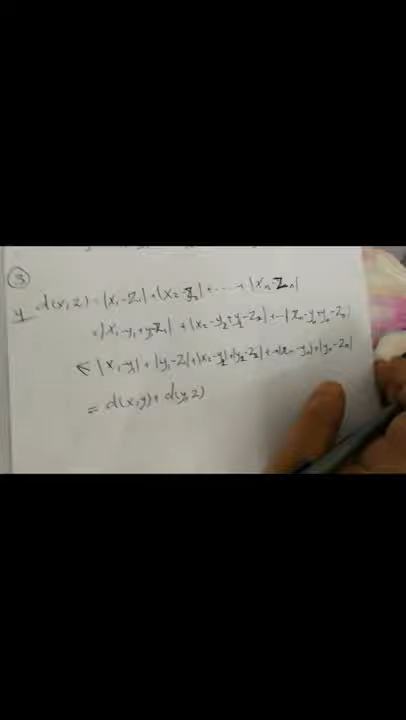 ③
y d(x,z) = |x₁-z₁| + |x₂-z₂| + ..... + |xₙ-zₙ|
= |x₁-y₁+y₁-z₁| + |x₂-y₂+y₂-z₂| + ...|xₙ-yₙ+yₙ-zₙ|
≤ |x₁-y₁| + |y₁-z₁| + |x₂-y₂| + |y₂-z₂| + ..+|xₙ-yₙ| + |yₙ-zₙ|
= d(x,y) + d(y,z)